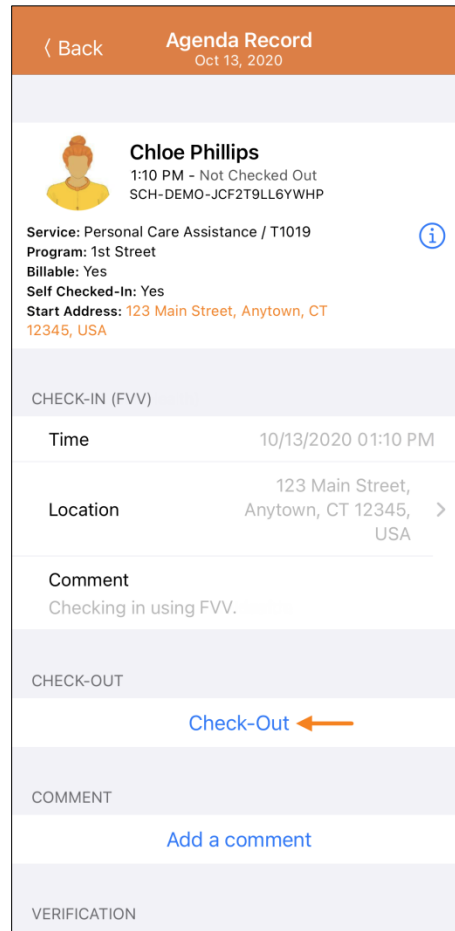 Back
Agenda Record
Oct 13, 2020
Chloe Phillips
1:10 PM - Not Checked Out
SCH-DEMO-JCF2T9LL6YWHP
Service: Personal Care Assistance / T1019
Program: 1st Street
Billable: Yes
Self Checked-In: Yes
Start Address: 123 Main Street, Anytown, CT
12345, USA
CHECK-IN (FVV)
Time 10/13/2020 01:10 PM
Location 123 Main Street,
Anytown, CT 12345,
USA
Comment
Checking in using FVV.
CHECK-OUT
Check-Out
COMMENT
Add a comment
VERIFICATION